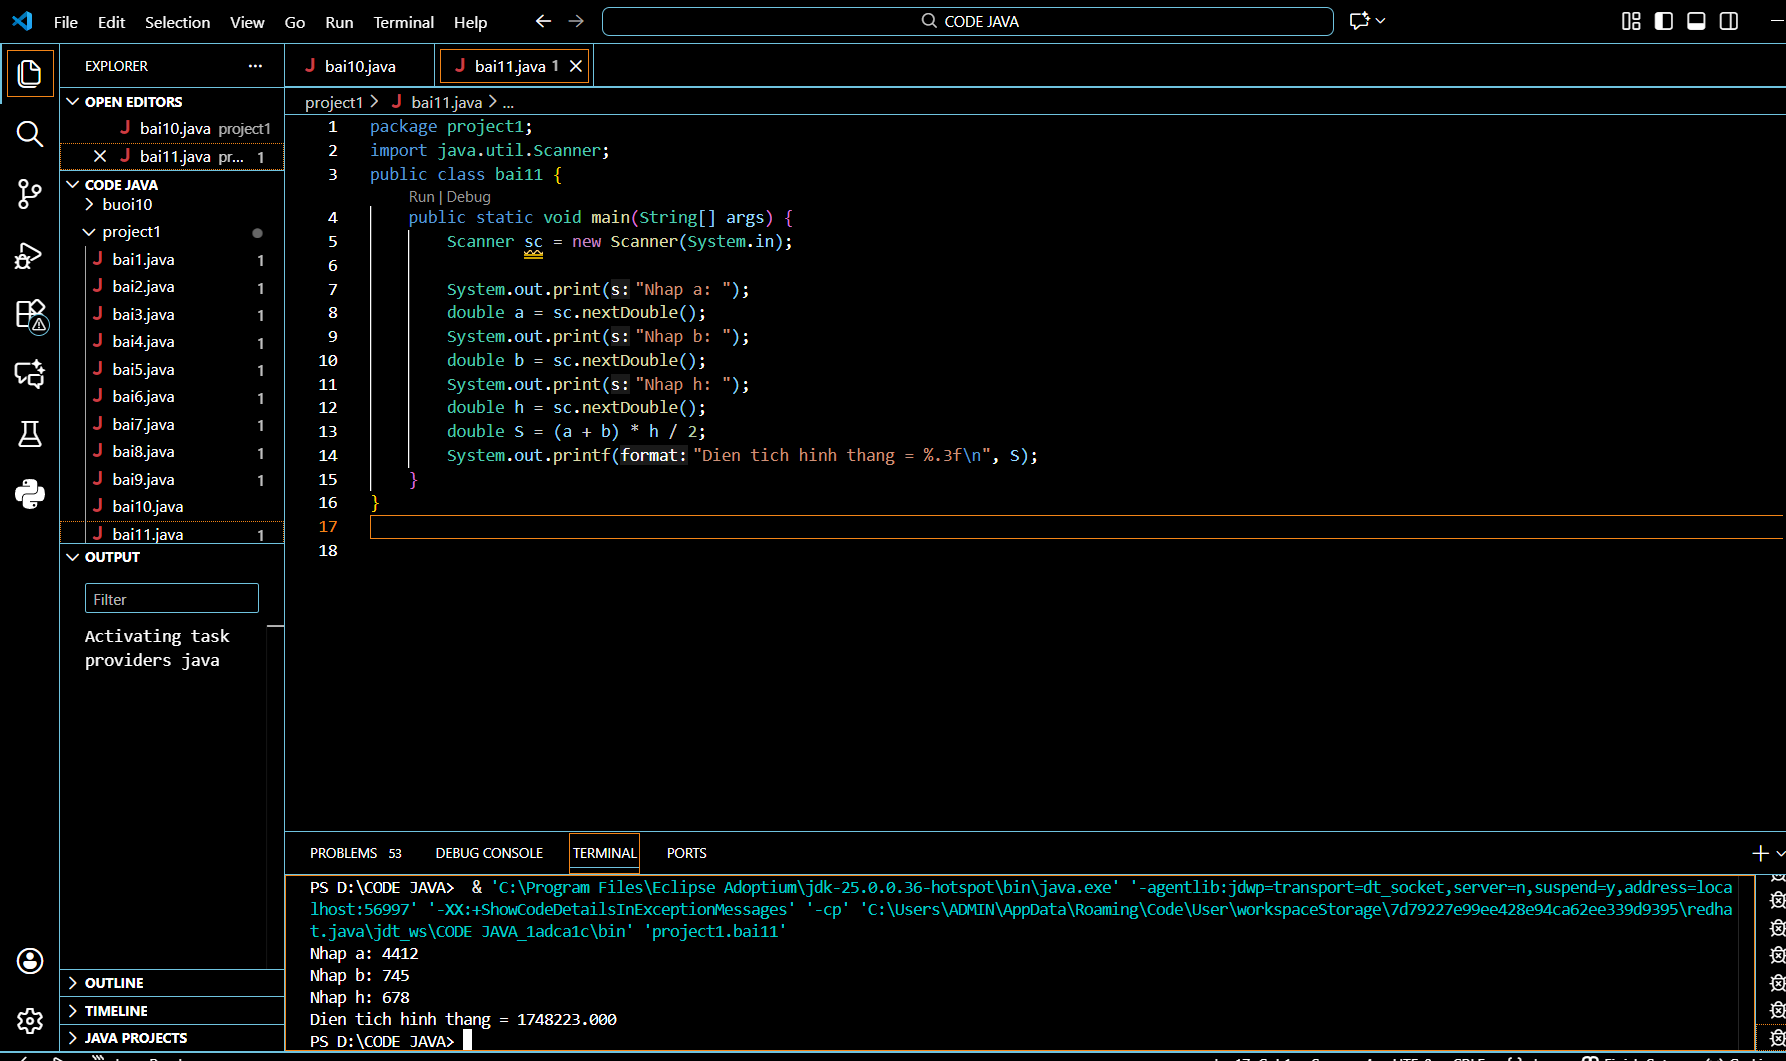 File Edit Selection View Go Run Terminal Help
CODE JAVA
EXPLORER
OPEN EDITORS
bai10.java project1
bai11.java pr... 1
CODE JAVA
buoi10
project1
bai1.java 1
bai2.java 1
bai3.java 1
bai4.java 1
bai5.java 1
bai6.java 1
bai7.java 1
bai8.java 1
bai9.java 1
bai10.java
bai11.java 1
OUTPUT
Filter
Activating task
providers java
OUTLINE
TIMELINE
JAVA PROJECTS
bai10.java
bai11.java 1
project1 > bai11.java > ...
1 package project1;
2 import java.util.Scanner;
3 public class bai11 {
Run | Debug
4 public static void main(String[] args) {
5 Scanner sc = new Scanner(System.in);
6
7 System.out.print(s: "Nhap a: ");
8 double a = sc.nextDouble();
9 System.out.print(s: "Nhap b: ");
10 double b = sc.nextDouble();
11 System.out.print(s: "Nhap h: ");
12 double h = sc.nextDouble();
13 double S = (a + b) * h / 2;
14 System.out.printf(format: "Dien tich hinh thang = %.3f\n", S);
15 }
16 }
17
18
PROBLEMS 53 DEBUG CONSOLE TERMINAL PORTS
PS D:\CODE JAVA> & 'C:\Program Files\Eclipse Adoptium\jdk-25.0.0.36-hotspot\bin\java.exe' '-agentlib:jdwp=transport=dt_socket,server=n,suspend=y,address=loca
lhost:56997' '-XX:+ShowCodeDetailsInExceptionMessages' '-cp' 'C:\Users\ADMIN\AppData\Roaming\Code\User\workspaceStorage\7d79227e99ee428e94ca62ee339d9395\redha
t.java\jdt_ws\CODE JAVA_1adca1c\bin' 'project1.bai11'
Nhap a: 4412
Nhap b: 745
Nhap h: 678
Dien tich hinh thang = 1748223.000
PS D:\CODE JAVA>